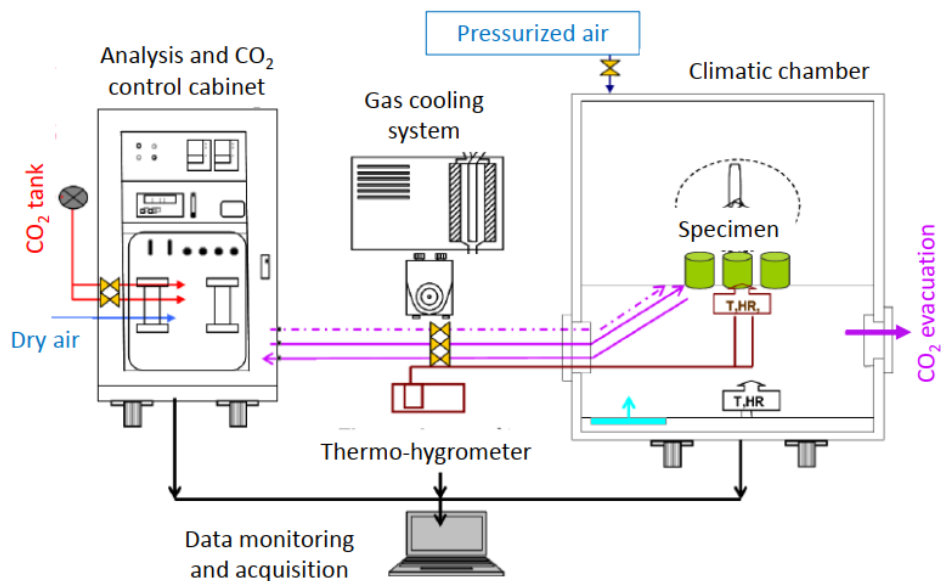 Pressurized air
Analysis and CO₂
control cabinet
Climatic chamber
Gas cooling
system
CO₂ tank
Specimen
T,HR,
Dry air
CO₂ evacuation
T,HR
Thermo-hygrometer
Data monitoring
and acquisition